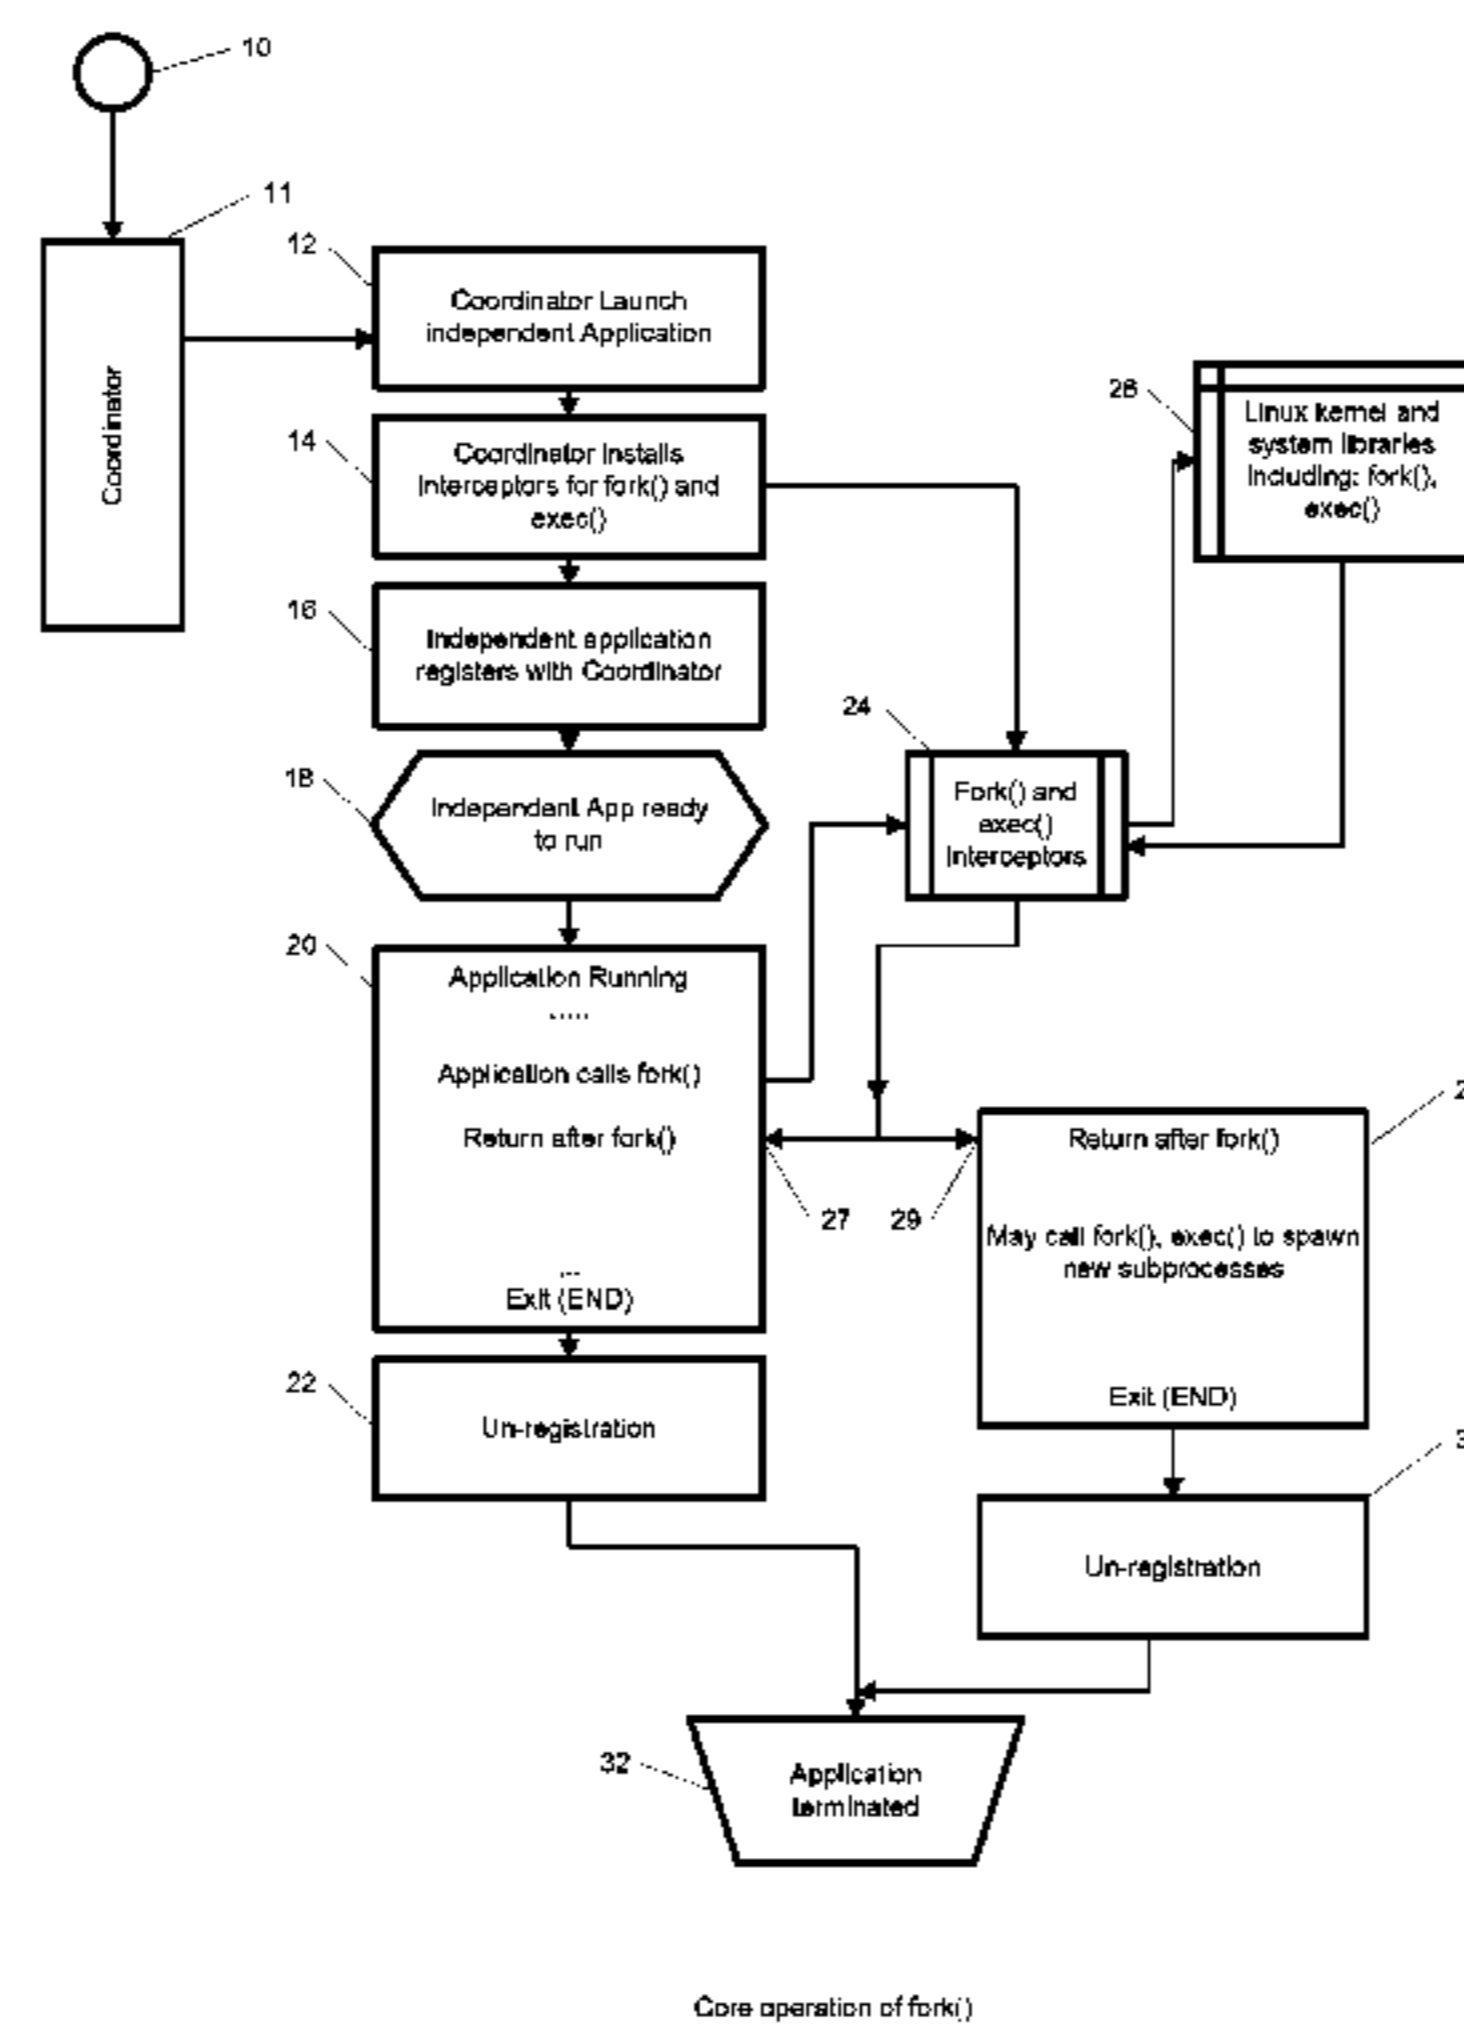 10
11
Coordinator
12
Coordinator Launch
independent Application
14
Coordinator Installs
Interceptors for fork() and
exec()
16
Independent application
registers with Coordinator
18
Independent App ready
to run
20
Application Running
.....
Application calls fork()
Return after fork()
...
Exit (END)
22
Un-registration
24
Fork() and
exec()
Interceptors
26
Linux kernel and
system libraries
Including: fork(),
exec()
27
29
Return after fork()
May call fork(), exec() to spawn
new subprocesses
Exit (END)
Un-registration
32
Application
terminated
Core operation of fork()